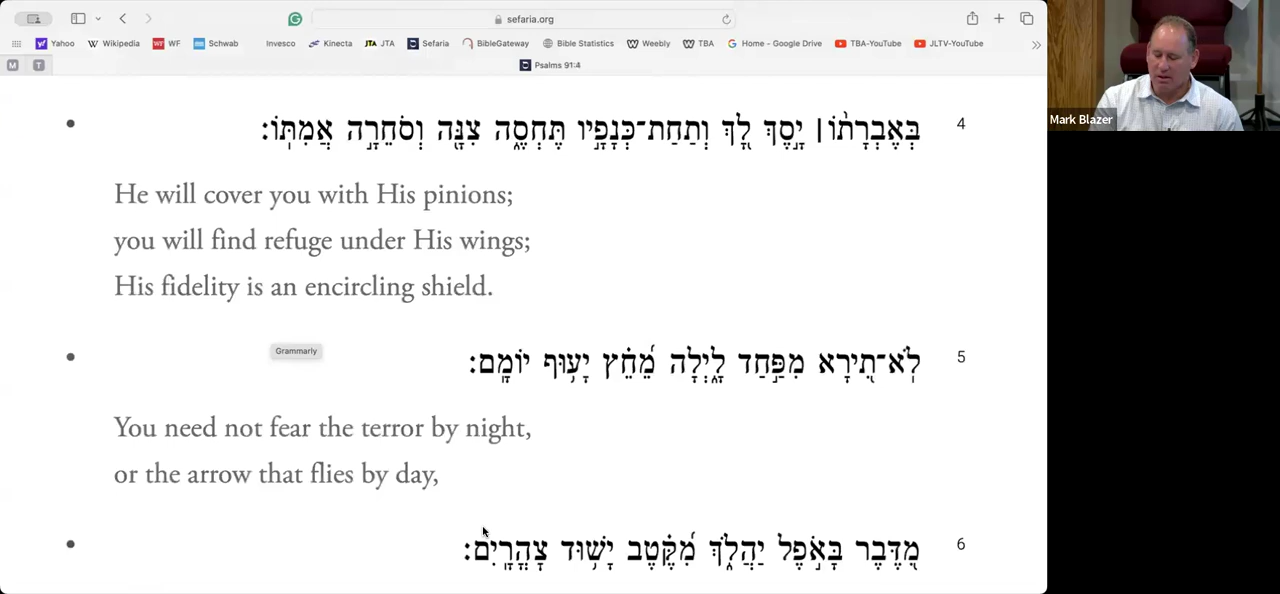 sefaria.org
Yahoo Wikipedia WF Schwab Invesco Kinecta JTA Sefaria BibleGateway Bible Statistics Weebly TBA Home - Google Drive TBA-YouTube JLTV-YouTube
M T Psalms 91:4
Mark Blazer
4 בְּאֶבְרָת֨וֹ ׀ יָ֣סֶךְ לָ֭ךְ וְתַחַת־כְּנָפָ֣יו תֶּחְסֶ֑ה צִנָּ֖ה וְֽסֹחֵרָ֣ה אֲמִתּֽוֹ׃
He will cover you with His pinions;
you will find refuge under His wings;
His fidelity is an encircling shield.
Grammarly
5 לֹֽא־תִ֭ירָא מִפַּ֣חַד לָ֑יְלָה מֵ֝חֵ֗ץ יָע֥וּף יוֹמָֽם׃
You need not fear the terror by night,
or the arrow that flies by day,
6 מִ֭דֶּבֶר בָּאֹ֣פֶל יַהֲלֹ֑ךְ מִ֝קֶּ֗טֶב יָשׁ֥וּד צׇהֳרָֽיִם׃